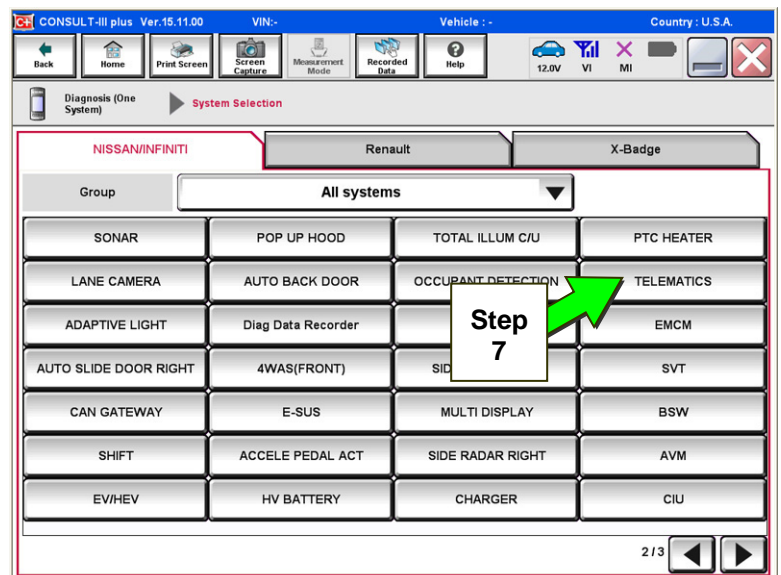 CONSULT-III plus Ver.15.11.00 VIN:- Vehicle : - Country : U.S.A.
Back Home Print Screen Screen Capture Measurement Mode Recorded Data Help 12.0V VI MI
Diagnosis (One System) System Selection
NISSAN/INFINITI Renault X-Badge
Group All systems
SONAR POP UP HOOD TOTAL ILLUM C/U PTC HEATER
LANE CAMERA AUTO BACK DOOR OCCUPANT DETECTION TELEMATICS
ADAPTIVE LIGHT Diag Data Recorder EMCM
Step
7
AUTO SLIDE DOOR RIGHT 4WAS(FRONT) SID SVT
CAN GATEWAY E-SUS MULTI DISPLAY BSW
SHIFT ACCELE PEDAL ACT SIDE RADAR RIGHT AVM
EV/HEV HV BATTERY CHARGER CIU
2/3